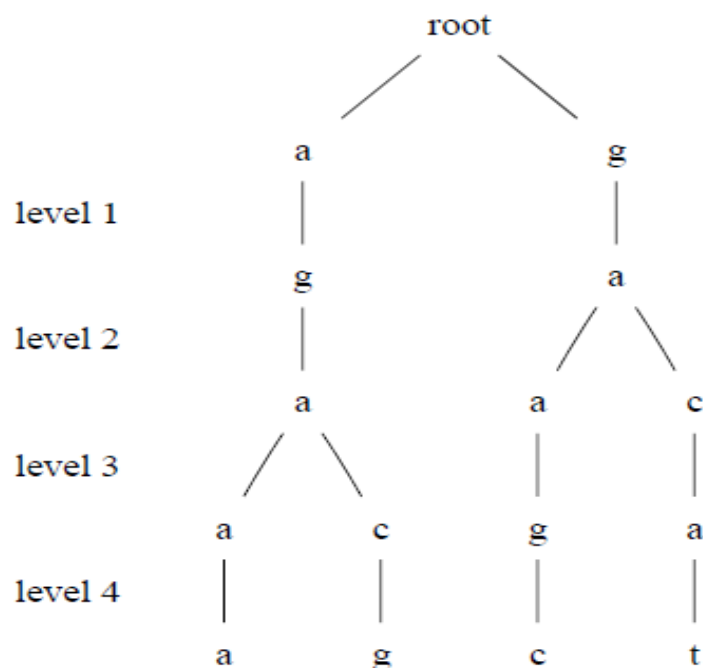 root
a g
level 1
g a
level 2
a a c
level 3
a c g a
level 4
a g c t